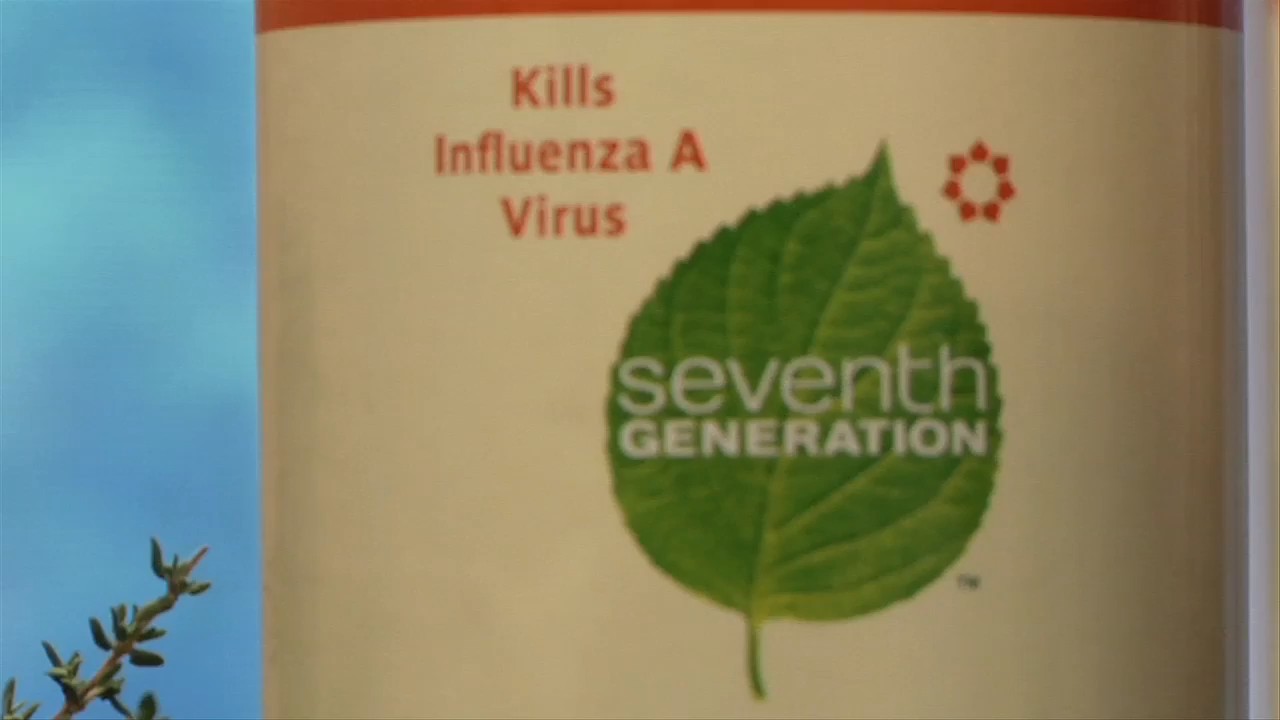 Kills
Influenza A
Virus
seventh
GENERATION
TM